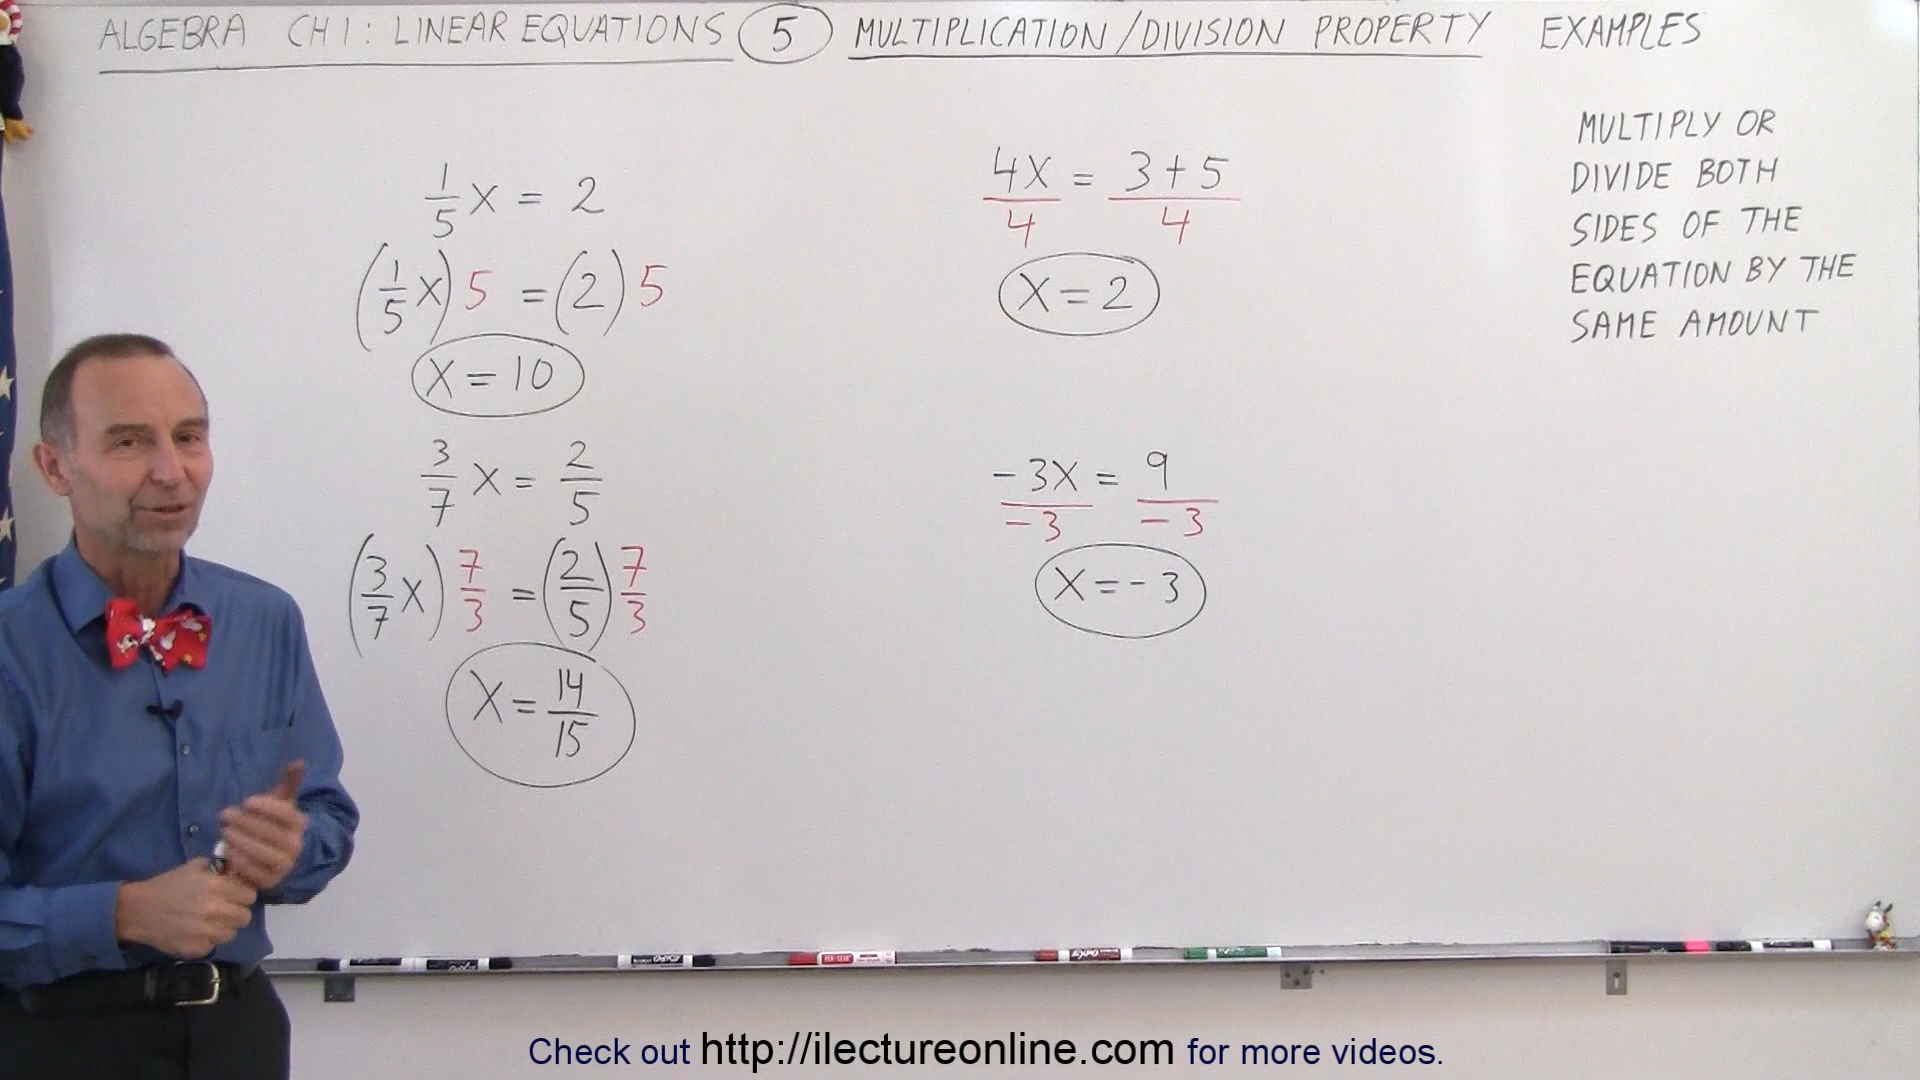 ALGEBRA CH 1: LINEAR EQUATIONS 5 MULTIPLICATION/DIVISION PROPERTY EXAMPLES
1/5 X = 2
(1/5 X) 5 = (2) 5
X = 10
3/7 X = 2/5
(3/7 X) 7/3 = (2/5) 7/3
X = 14/15
4X/4 = 3+5/4
X = 2
-3X/-3 = 9/-3
X = -3
MULTIPLY OR
DIVIDE BOTH
SIDES OF THE
EQUATION BY THE
SAME AMOUNT
EXPO
Check out http://ilectureonline.com for more videos.